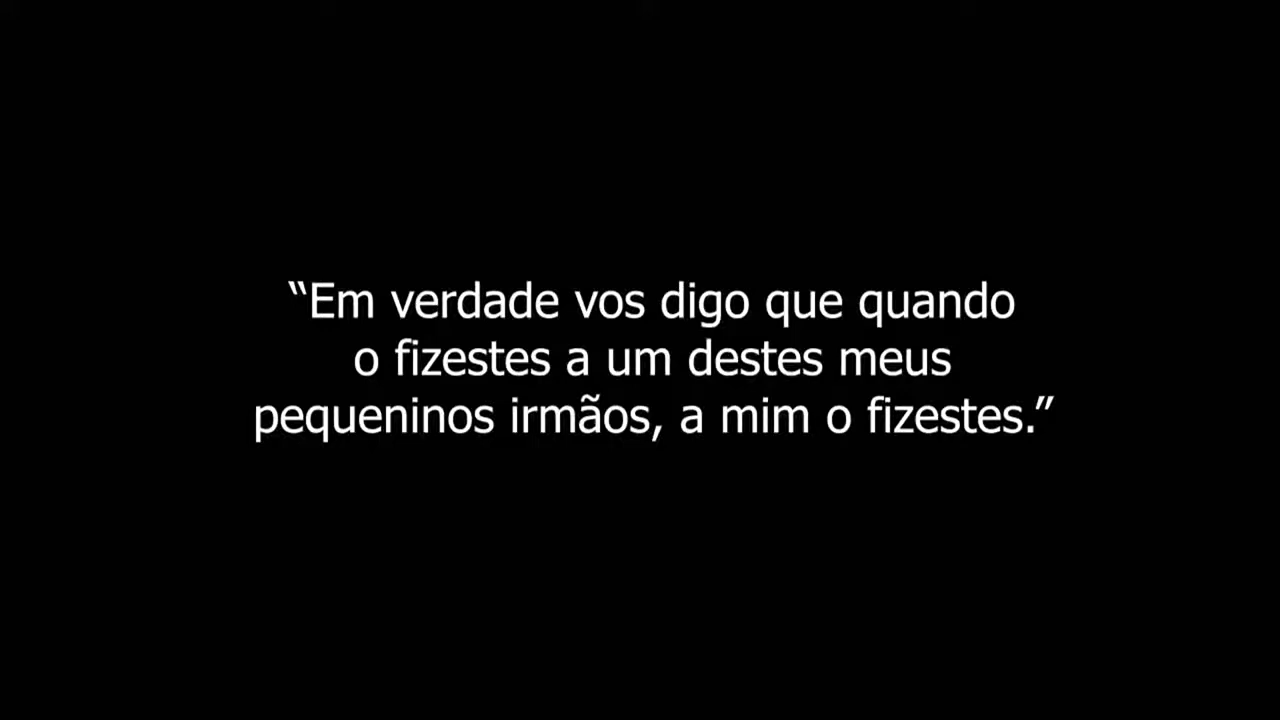 “Em verdade vos digo que quando
o fizestes a um destes meus
pequeninos irmãos, a mim o fizestes.”